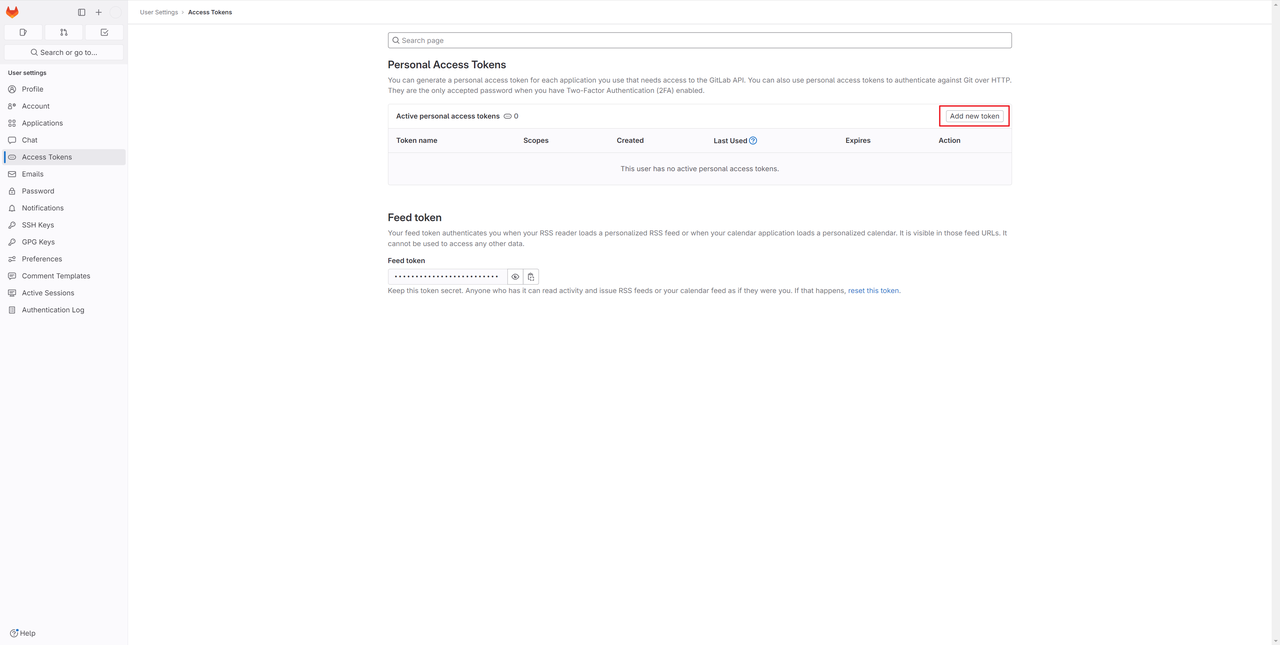 User Settings › Access Tokens
Search or go to...
User settings
Profile
Account
Applications
Chat
Access Tokens
Emails
Password
Notifications
SSH Keys
GPG Keys
Preferences
Comment Templates
Active Sessions
Authentication Log
Help
Search page
Personal Access Tokens
You can generate a personal access token for each application you use that needs access to the GitLab API. You can also use personal access tokens to authenticate against Git over HTTP.
They are the only accepted password when you have Two-Factor Authentication (2FA) enabled.
Active personal access tokens 0 Add new token
Token name Scopes Created Last Used Expires Action
This user has no active personal access tokens.
Feed token
Your feed token authenticates you when your RSS reader loads a personalized RSS feed or when your calendar application loads a personalized calendar. It is visible in those feed URLs. It
cannot be used to access any other data.
Feed token
Keep this token secret. Anyone who has it can read activity and issue RSS feeds or your calendar feed as if they were you. If that happens, reset this token.